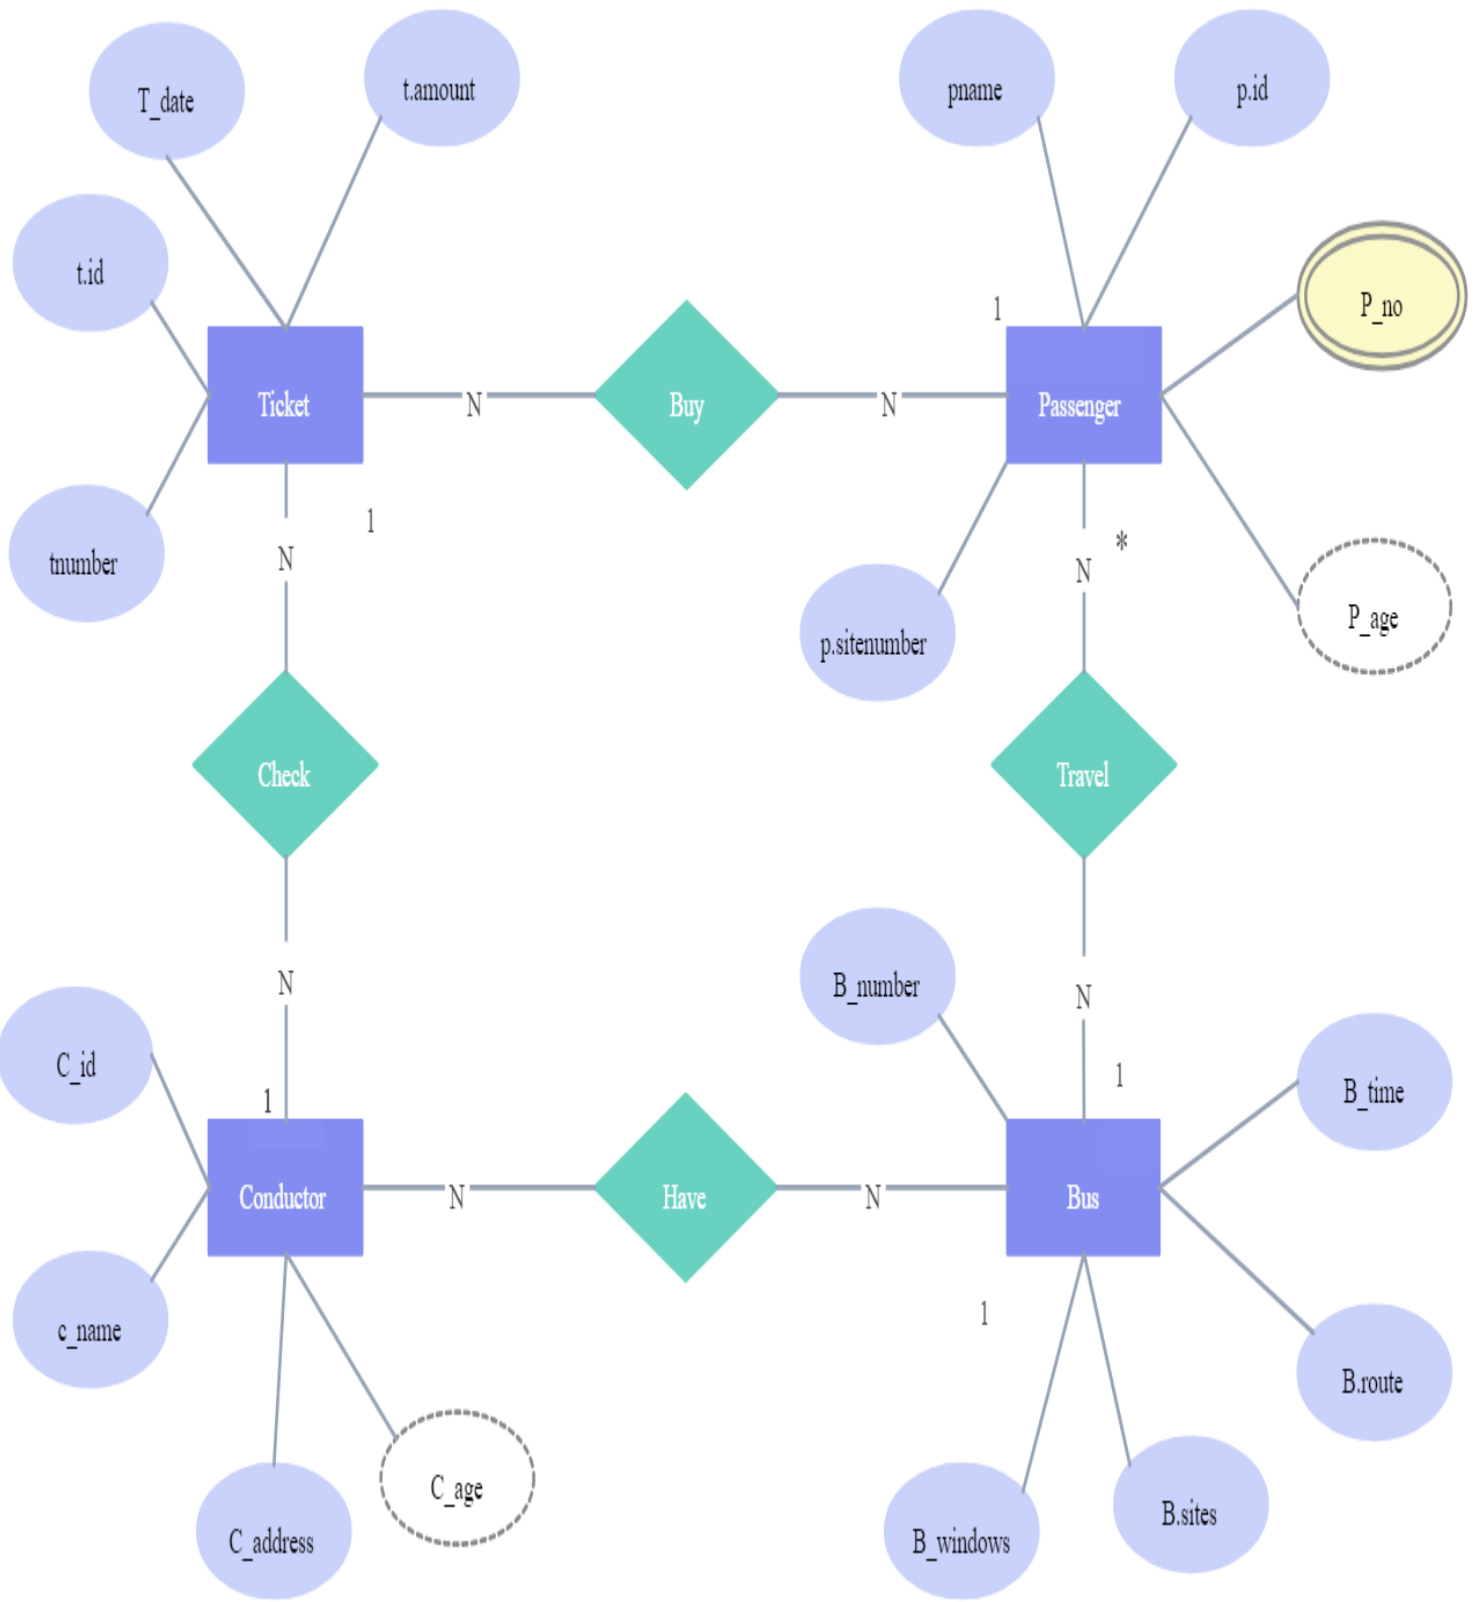 T_date
t.amount
pname
p.id
t.id
P_no
1
Ticket
N
Buy
N
Passenger
1
*
N
N
tnumber
p.sitenumber
P_age
Check
Travel
N
B_number
N
C_id
1
1
B_time
Conductor
N
Have
N
Bus
c_name
1
B.route
C_age
C_address
B_windows
B.sites